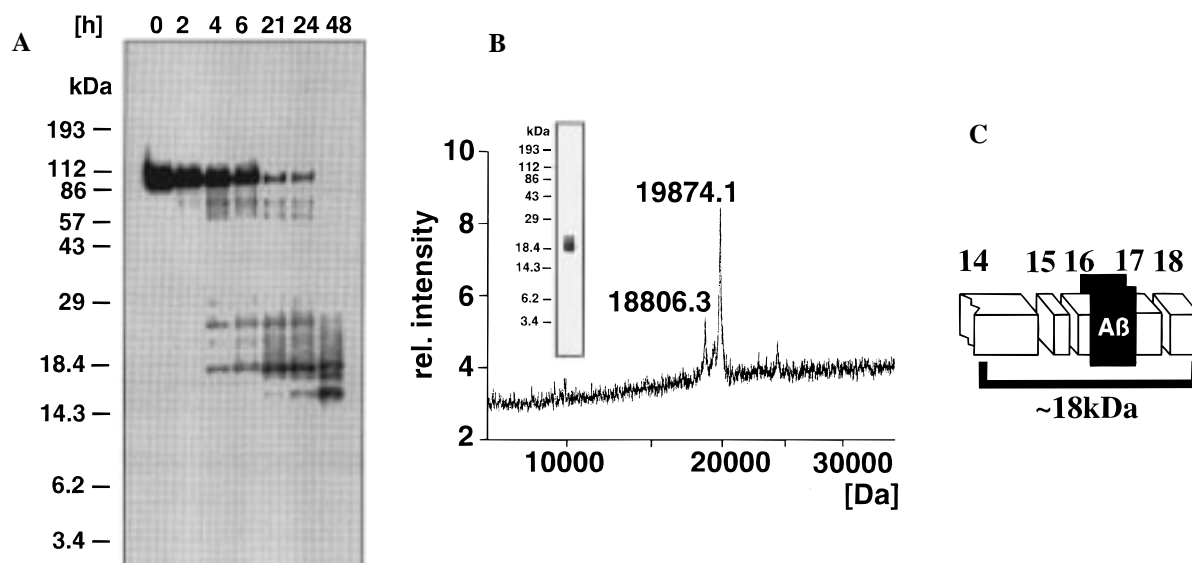 A
[h] 0 2 4 6 21 24 48
kDa
193
112
86
57
43
29
18.4
14.3
6.2
3.4
B
kDa
193
112
86
43
29
18.4
14.3
6.2
3.4
rel. intensity
10
8
6
4
2
19874.1
18806.3
10000 20000 30000
[Da]
C
14 15 16 17 18
Aß
~18kDa